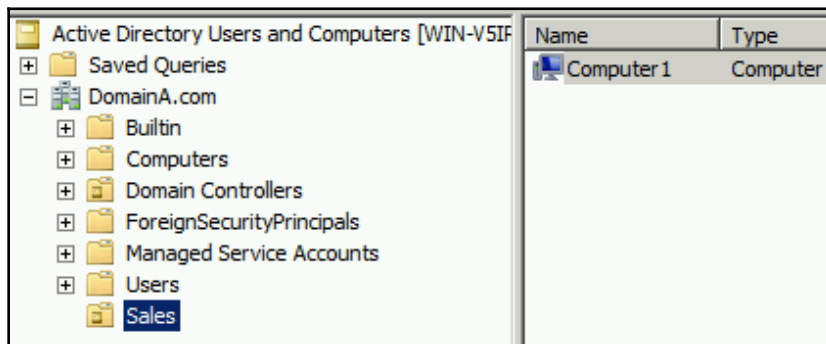 Active Directory Users and Computers [WIN-V5IF
Saved Queries
DomainA.com
Builtin
Computers
Domain Controllers
ForeignSecurityPrincipals
Managed Service Accounts
Users
Sales
Name Type
Computer1 Computer